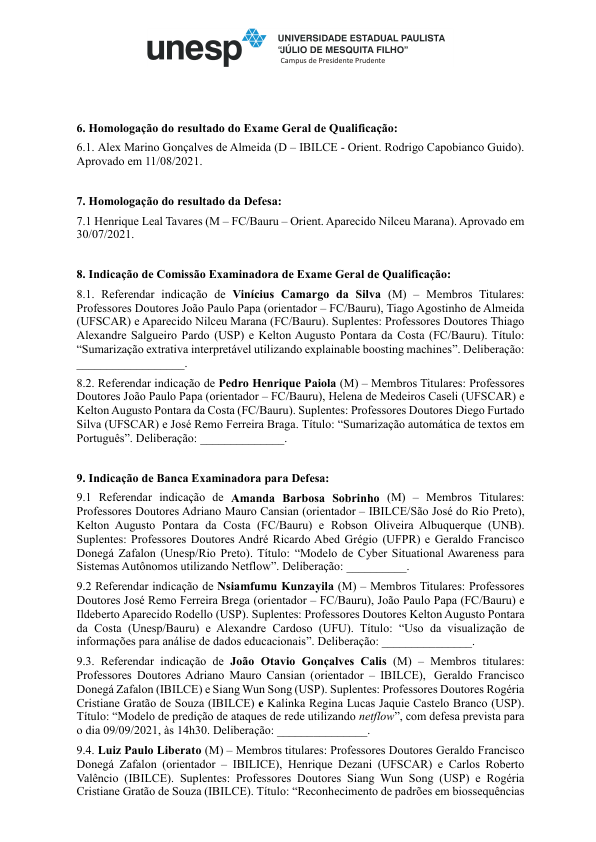 unesp
UNIVERSIDADE ESTADUAL PAULISTA
"JÚLIO DE MESQUITA FILHO"
Campus de Presidente Prudente
6. Homologação do resultado do Exame Geral de Qualificação:
6.1. Alex Marino Gonçalves de Almeida (D – IBILCE - Orient. Rodrigo Capobianco Guido).
Aprovado em 11/08/2021.
7. Homologação do resultado da Defesa:
7.1 Henrique Leal Tavares (M – FC/Bauru – Orient. Aparecido Nilceu Marana). Aprovado em
30/07/2021.
8. Indicação de Comissão Examinadora de Exame Geral de Qualificação:
8.1. Referendar indicação de Vinícius Camargo da Silva (M) – Membros Titulares:
Professores Doutores João Paulo Papa (orientador – FC/Bauru), Tiago Agostinho de Almeida
(UFSCAR) e Aparecido Nilceu Marana (FC/Bauru). Suplentes: Professores Doutores Thiago
Alexandre Salgueiro Pardo (USP) e Kelton Augusto Pontara da Costa (FC/Bauru). Título:
“Sumarização extrativa interpretável utilizando explainable boosting machines”. Deliberação:
__________________.
8.2. Referendar indicação de Pedro Henrique Paiola (M) – Membros Titulares: Professores
Doutores João Paulo Papa (orientador – FC/Bauru), Helena de Medeiros Caseli (UFSCAR) e
Kelton Augusto Pontara da Costa (FC/Bauru). Suplentes: Professores Doutores Diego Furtado
Silva (UFSCAR) e José Remo Ferreira Braga. Título: “Sumarização automática de textos em
Português”. Deliberação: ______________.
9. Indicação de Banca Examinadora para Defesa:
9.1 Referendar indicação de Amanda Barbosa Sobrinho (M) – Membros Titulares:
Professores Doutores Adriano Mauro Cansian (orientador – IBILCE/São José do Rio Preto),
Kelton Augusto Pontara da Costa (FC/Bauru) e Robson Oliveira Albuquerque (UNB).
Suplentes: Professores Doutores André Ricardo Abed Grégio (UFPR) e Geraldo Francisco
Donegá Zafalon (Unesp/Rio Preto). Título: “Modelo de Cyber Situational Awareness para
Sistemas Autônomos utilizando Netflow”. Deliberação: __________.
9.2 Referendar indicação de Nsiamfumu Kunzayila (M) – Membros Titulares: Professores
Doutores José Remo Ferreira Brega (orientador – FC/Bauru), João Paulo Papa (FC/Bauru) e
Ildeberto Aparecido Rodello (USP). Suplentes: Professores Doutores Kelton Augusto Pontara
da Costa (Unesp/Bauru) e Alexandre Cardoso (UFU). Título: “Uso da visualização de
informações para análise de dados educacionais”. Deliberação: _______________.
9.3. Referendar indicação de João Otavio Gonçalves Calis (M) – Membros titulares:
Professores Doutores Adriano Mauro Cansian (orientador – IBILCE), Geraldo Francisco
Donegá Zafalon (IBILCE) e Siang Wun Song (USP). Suplentes: Professores Doutores Rogéria
Cristiane Gratão de Souza (IBILCE) e Kalinka Regina Lucas Jaquie Castelo Branco (USP).
Título: “Modelo de predição de ataques de rede utilizando netflow”, com defesa prevista para
o dia 09/09/2021, às 14h30. Deliberação: _______________.
9.4. Luiz Paulo Liberato (M) – Membros titulares: Professores Doutores Geraldo Francisco
Donegá Zafalon (orientador – IBILICE), Henrique Dezani (UFSCAR) e Carlos Roberto
Valêncio (IBILCE). Suplentes: Professores Doutores Siang Wun Song (USP) e Rogéria
Cristiane Gratão de Souza (IBILCE). Título: “Reconhecimento de padrões em biossequências